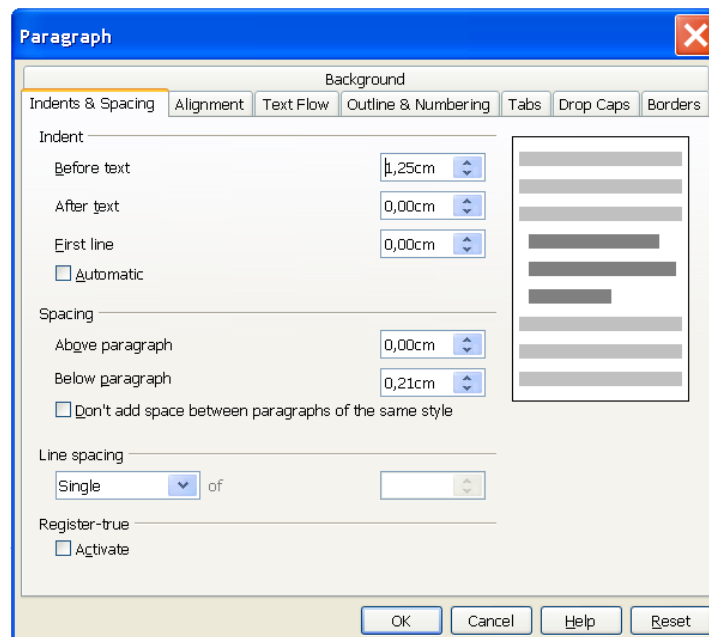 Paragraph
Background
Indents & Spacing Alignment Text Flow Outline & Numbering Tabs Drop Caps Borders
Indent
Before text 1,25cm
After text 0,00cm
First line 0,00cm
Automatic
Spacing
Above paragraph 0,00cm
Below paragraph 0,21cm
Don't add space between paragraphs of the same style
Line spacing
Single of
Register-true
Activate
OK Cancel Help Reset